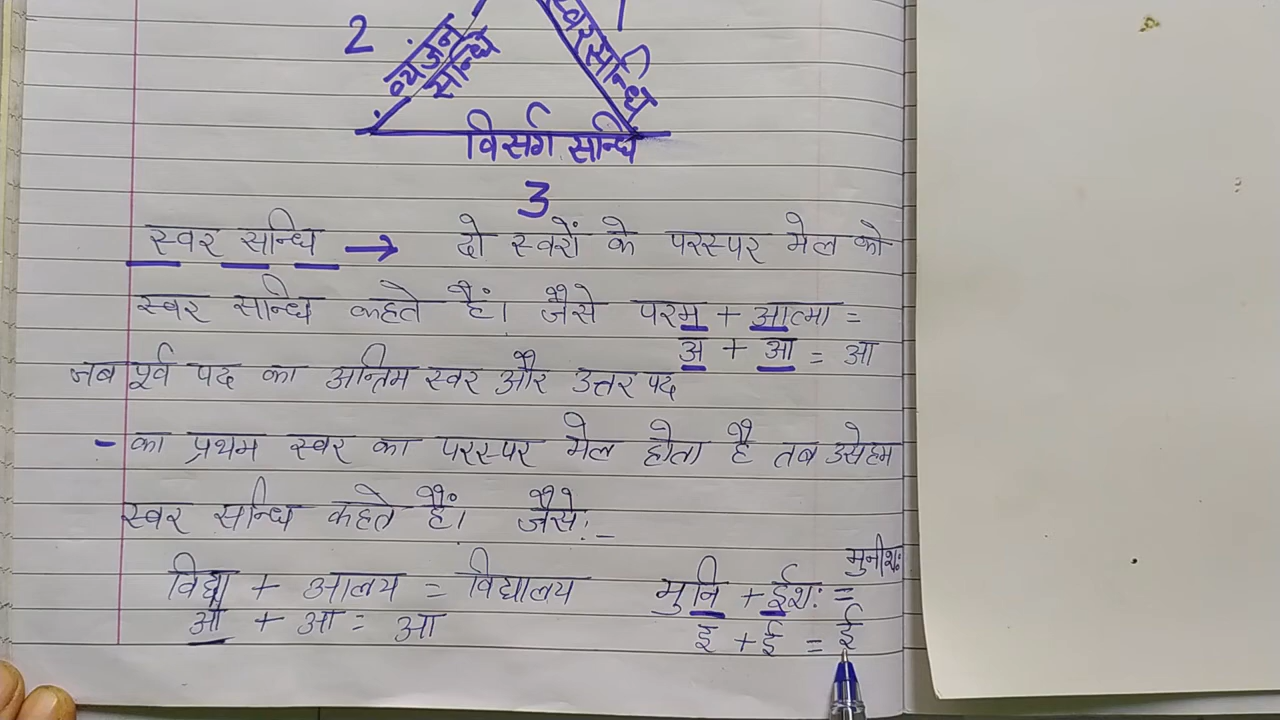 2
व्यंजन
सन्धि
स्वर सन्धि
1
विसर्ग सन्धि
3
स्वर सन्धि → दो स्वरों के परस्पर मेल को
स्वर सन्धि कहते हैं। जैसे परम + आत्मा =
अ + आ = आ
जब पूर्व पद का अन्तिम स्वर और उत्तर पद
- का प्रथम स्वर का परस्पर मेल होता है तब उसे हम
स्वर सन्धि कहते हैं। जैसे:-
मुनीशः
विद्या + आलय = विद्यालय मुनि + ईशः =
आ + आ = आ इ + ई = ई